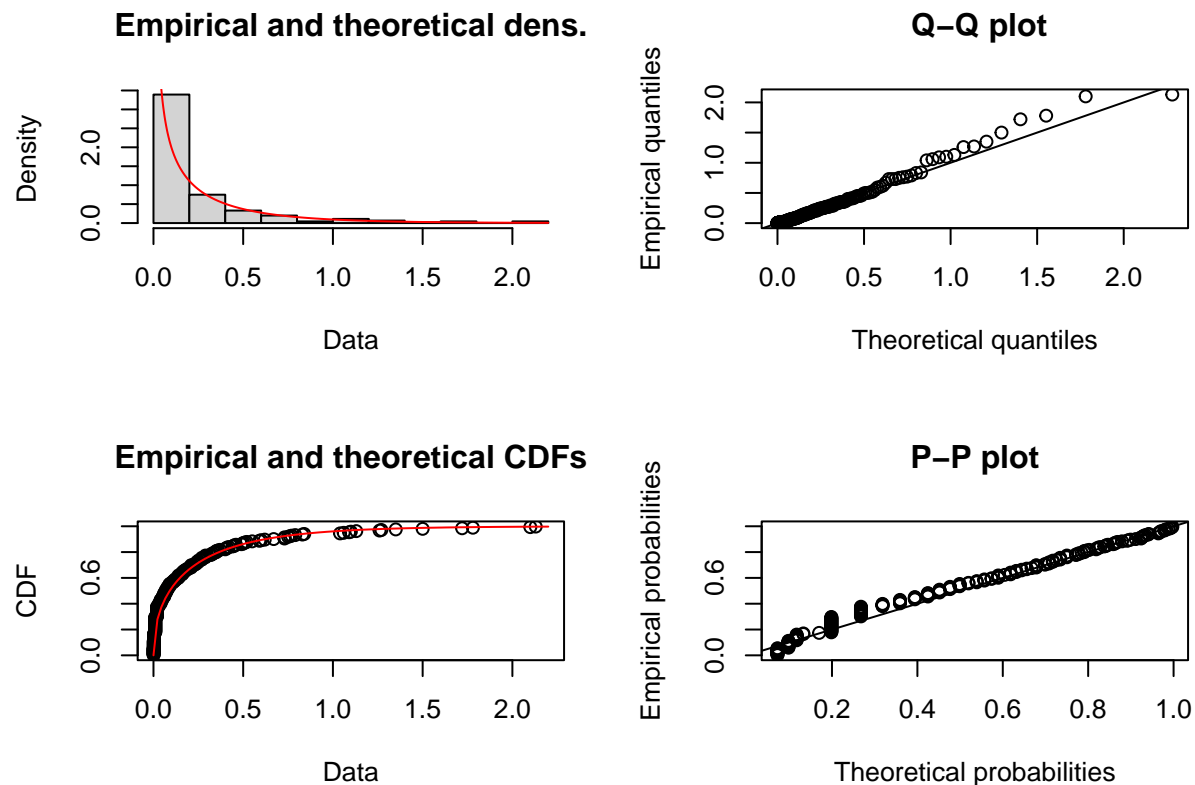 Empirical and theoretical dens.
Density
0.0 2.0
0.0 0.5 1.0 1.5 2.0
Data
Q−Q plot
Empirical quantiles
0.0 1.0 2.0
0.0 0.5 1.0 1.5 2.0
Theoretical quantiles
Empirical and theoretical CDFs
CDF
0.0 0.6
0.0 0.5 1.0 1.5 2.0
Data
P−P plot
Empirical probabilities
0.0 0.6
0.2 0.4 0.6 0.8 1.0
Theoretical probabilities